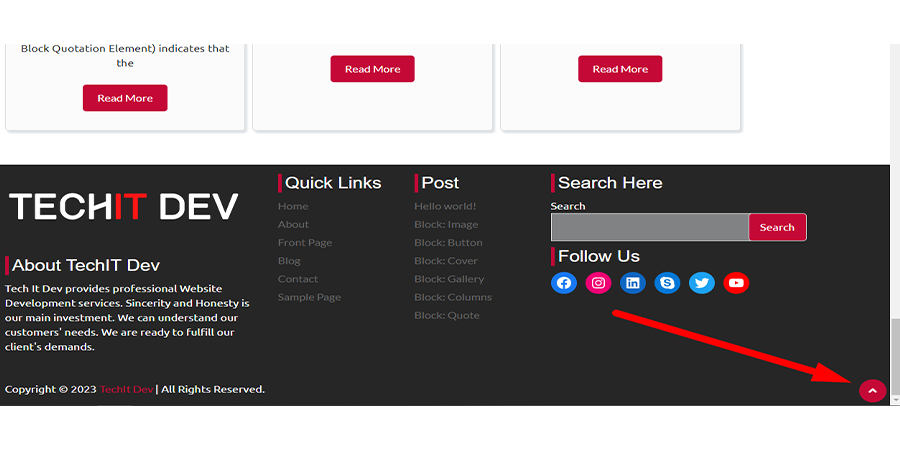 Block Quotation Element) indicates that
the
Read More
Read More
Read More
TECHIT DEV
About TechIT Dev
Tech It Dev provides professional Website
Development services. Sincerity and Honesty is
our main investment. We can understand our
customers' needs. We are ready to fulfill our
client's demands.
Quick Links
Home
About
Front Page
Blog
Contact
Sample Page
Post
Hello world!
Block: Image
Block: Button
Block: Cover
Block: Gallery
Block: Columns
Block: Quote
Search Here
Search
Search
Follow Us
Copyright © 2023 TechIt Dev | All Rights Reserved.